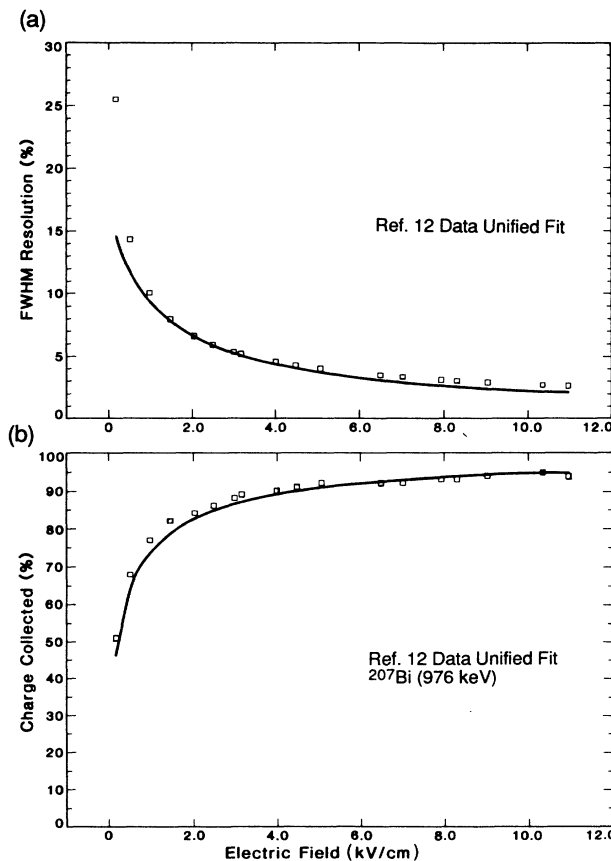 (a)
30
25
20
15
10
5
0
FWHM Resolution (%)
Ref. 12 Data Unified Fit
0 2.0 4.0 6.0 8.0 10.0 12.0
(b)
100
90
80
70
60
50
40
30
20
10
0
Charge Collected (%)
Ref. 12 Data Unified Fit
²⁰⁷Bi (976 keV)
0 2.0 4.0 6.0 8.0 10.0 12.0
Electric Field (kV/cm)